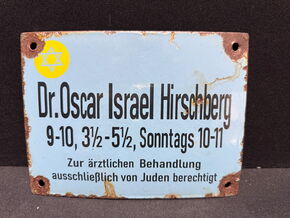 Dr. Oscar Israel Hirschberg
9-10, 3½-5½, Sonntags 10-11
Zur ärztlichen Behandlung
ausschließlich von Juden berechtigt